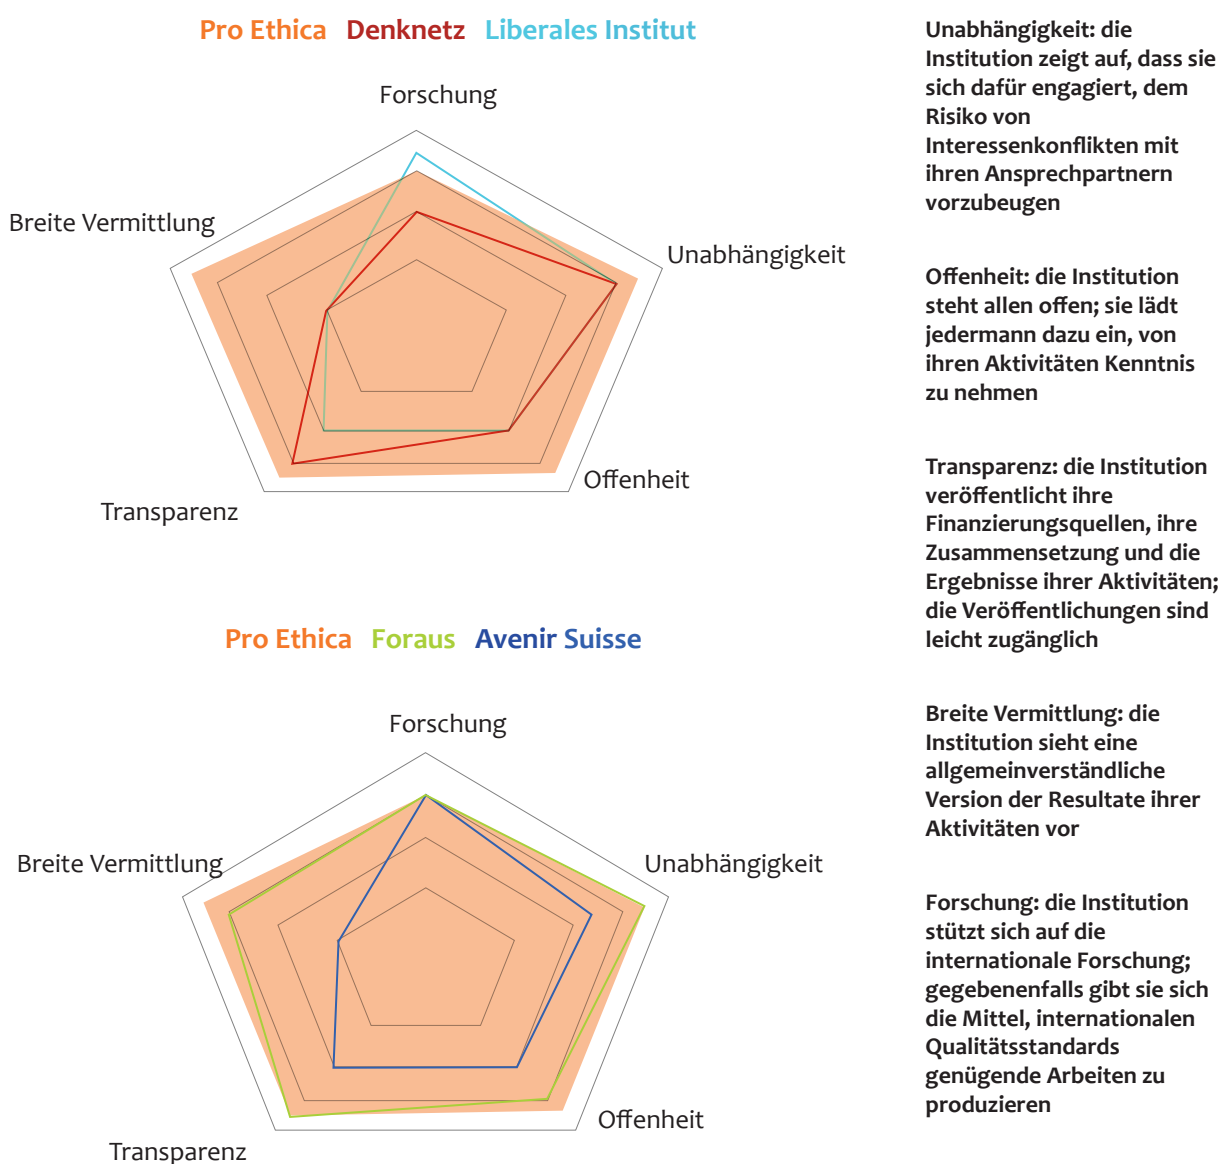 Pro Ethica Denknetz Liberales Institut
Forschung
Breite Vermittlung
Unabhängigkeit
Offenheit
Transparenz
Pro Ethica Foraus Avenir Suisse
Forschung
Breite Vermittlung
Unabhängigkeit
Offenheit
Transparenz
Unabhängigkeit: die
Institution zeigt auf, dass sie
sich dafür engagiert, dem
Risiko von
Interessenkonflikten mit
ihren Ansprechpartnern
vorzubeugen
Offenheit: die Institution
steht allen offen; sie lädt
jedermann dazu ein, von
ihren Aktivitäten Kenntnis
zu nehmen
Transparenz: die Institution
veröffentlicht ihre
Finanzierungsquellen, ihre
Zusammensetzung und die
Ergebnisse ihrer Aktivitäten;
die Veröffentlichungen sind
leicht zugänglich
Breite Vermittlung: die
Institution sieht eine
allgemeinverständliche
Version der Resultate ihrer
Aktivitäten vor
Forschung: die Institution
stützt sich auf die
internationale Forschung;
gegebenenfalls gibt sie sich
die Mittel, internationalen
Qualitätsstandards
genügende Arbeiten zu
produzieren